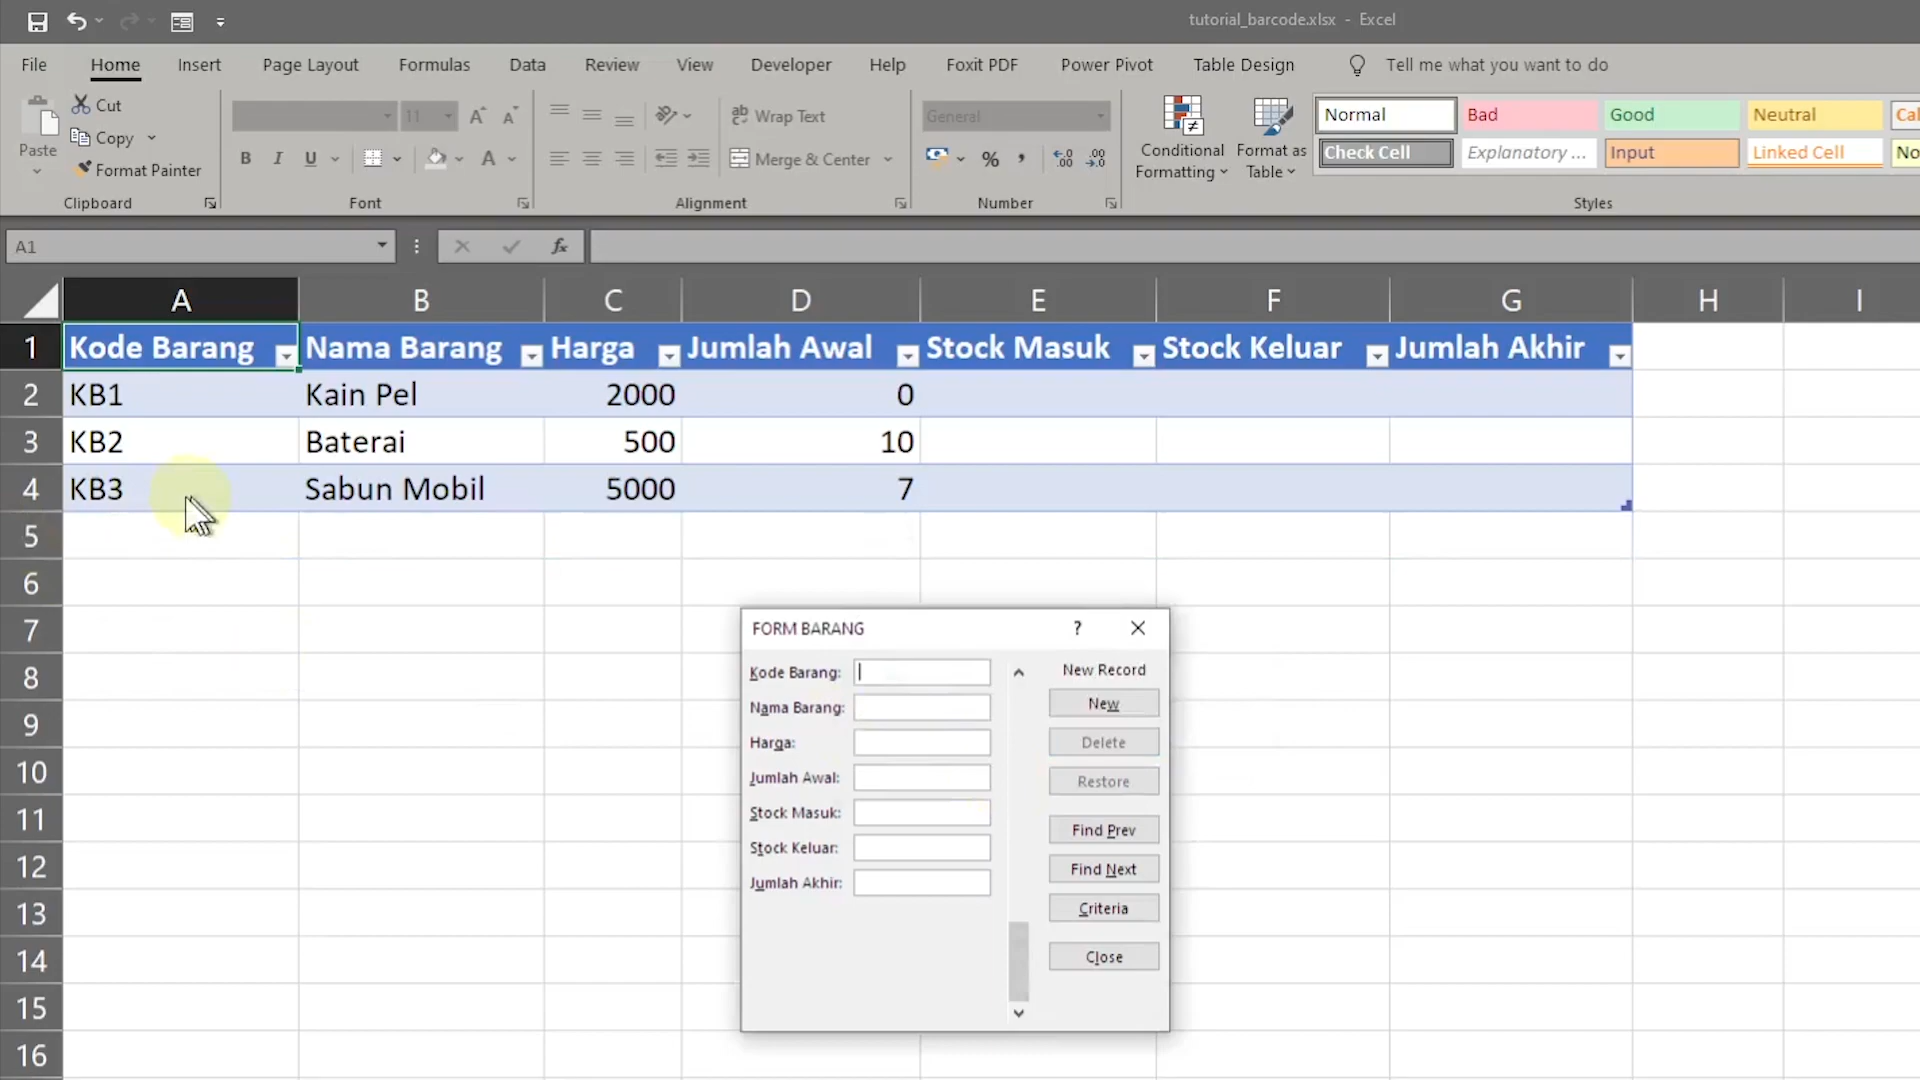 tutorial_barcode.xlsx - Excel
File Home Insert Page Layout Formulas Data Review View Developer Help Foxit PDF Power Pivot Table Design Tell me what you want to do
Paste
Cut
Copy
Format Painter
Clipboard
11
B I U
A
Font
Wrap Text
Merge & Center
Alignment
General
%
Number
Conditional Formatting
Format as Table
Normal Bad Good Neutral
Check Cell Explanatory ... Input Linked Cell
Styles
A1
fx
A B C D E F G H I
1 Kode Barang Nama Barang Harga Jumlah Awal Stock Masuk Stock Keluar Jumlah Akhir
2 KB1 Kain Pel 2000 0
3 KB2 Baterai 500 10
4 KB3 Sabun Mobil 5000 7
5
6
7
8
9
10
11
12
13
14
15
16
FORM BARANG ?
Kode Barang:
Nama Barang:
Harga:
Jumlah Awal:
Stock Masuk:
Stock Keluar:
Jumlah Akhir:
New Record
New
Delete
Restore
Find Prev
Find Next
Criteria
Close